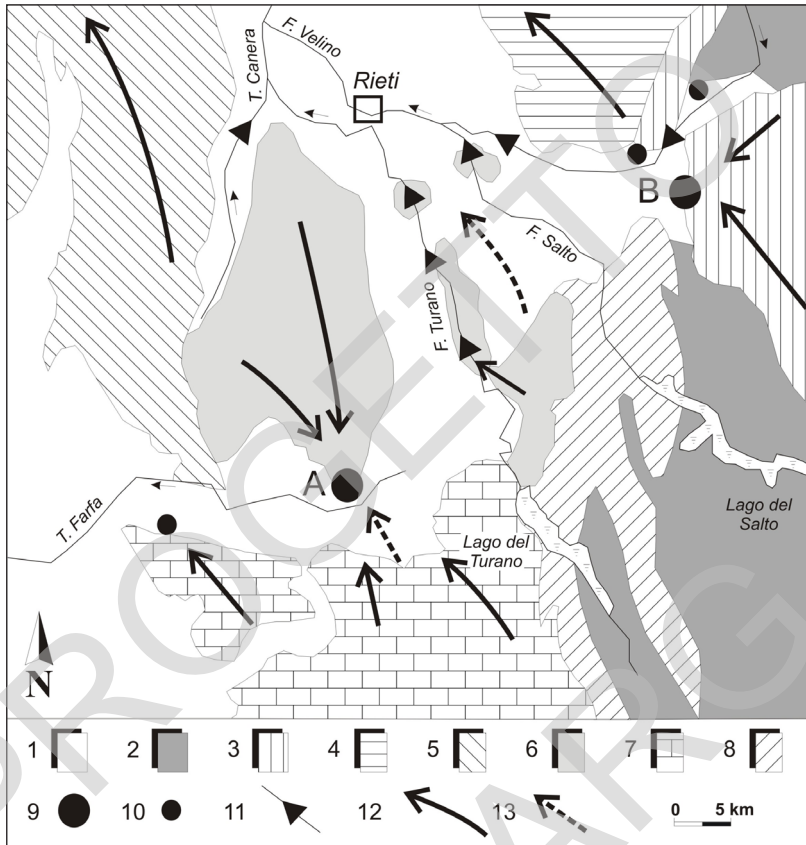 F. Velino
T. Canera
Rieti
B
F. Salto
F. Turano
A
T. Farfa
Lago del
Turano
Lago del
Salto
N
1 2 3 4 5 6 7 8
9 10 11 12 13 0 5 km
PROGETTO
CARG